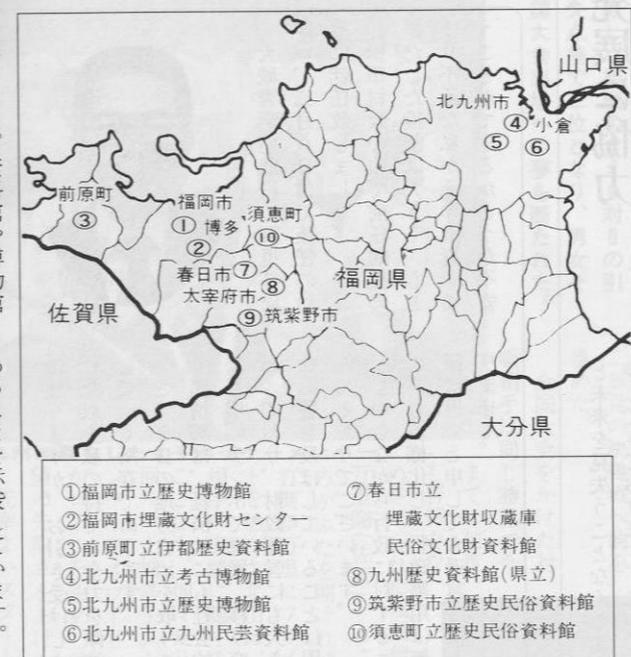 山口県
北九州市
④ 小倉
⑤ ⑥
前原町
③
福岡市
① 博多
②
須恵町
⑩
春日市⑦
太宰府市 ⑧
⑨筑紫野市
福岡県
佐賀県
大分県
①福岡市立歴史博物館
②福岡市埋蔵文化財センター
③前原町立伊都歴史資料館
④北九州市立考古博物館
⑤北九州市立歴史博物館
⑥北九州市立九州民芸資料館
⑦春日市立
埋蔵文化財収蔵庫
民俗文化財資料館
⑧九州歴史資料館(県立)
⑨筑紫野市立歴史民俗資料館
⑩須恵町立歴史民俗資料館